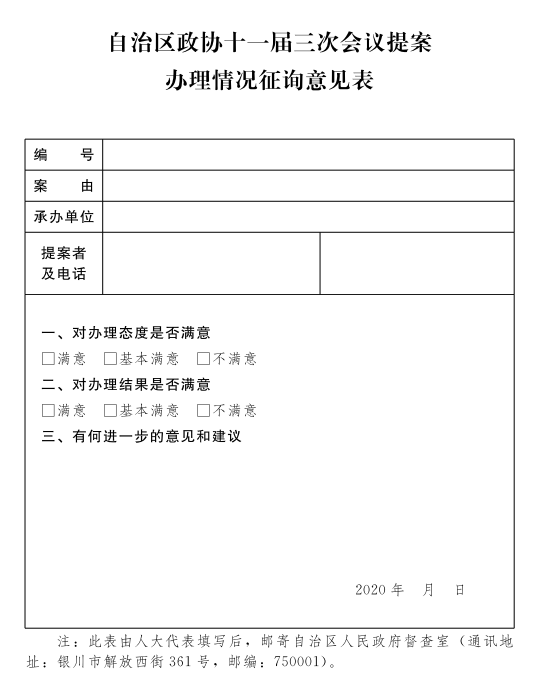 自治区政协十一届三次会议提案
办理情况征询意见表
编 号
案 由
承办单位
提案者
及电话
一、对办理态度是否满意
□满意 □基本满意 □不满意
二、对办理结果是否满意
□满意 □基本满意 □不满意
三、有何进一步的意见和建议
2020 年 月 日
注：此表由人大代表填写后，邮寄自治区人民政府督查室（通讯地
址：银川市解放西街 361 号，邮编：750001）。